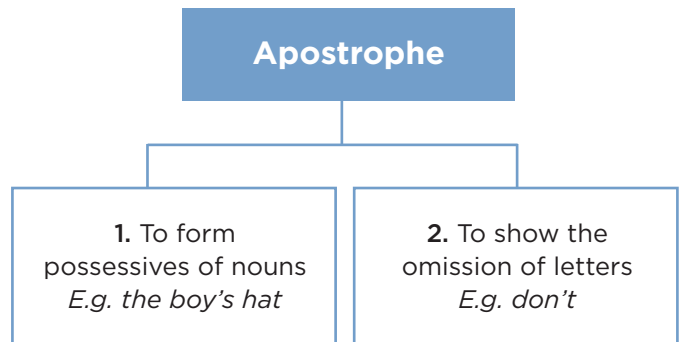 Apostrophe
1. To form
possessives of nouns
E.g. the boy’s hat
2. To show the
omission of letters
E.g. don’t